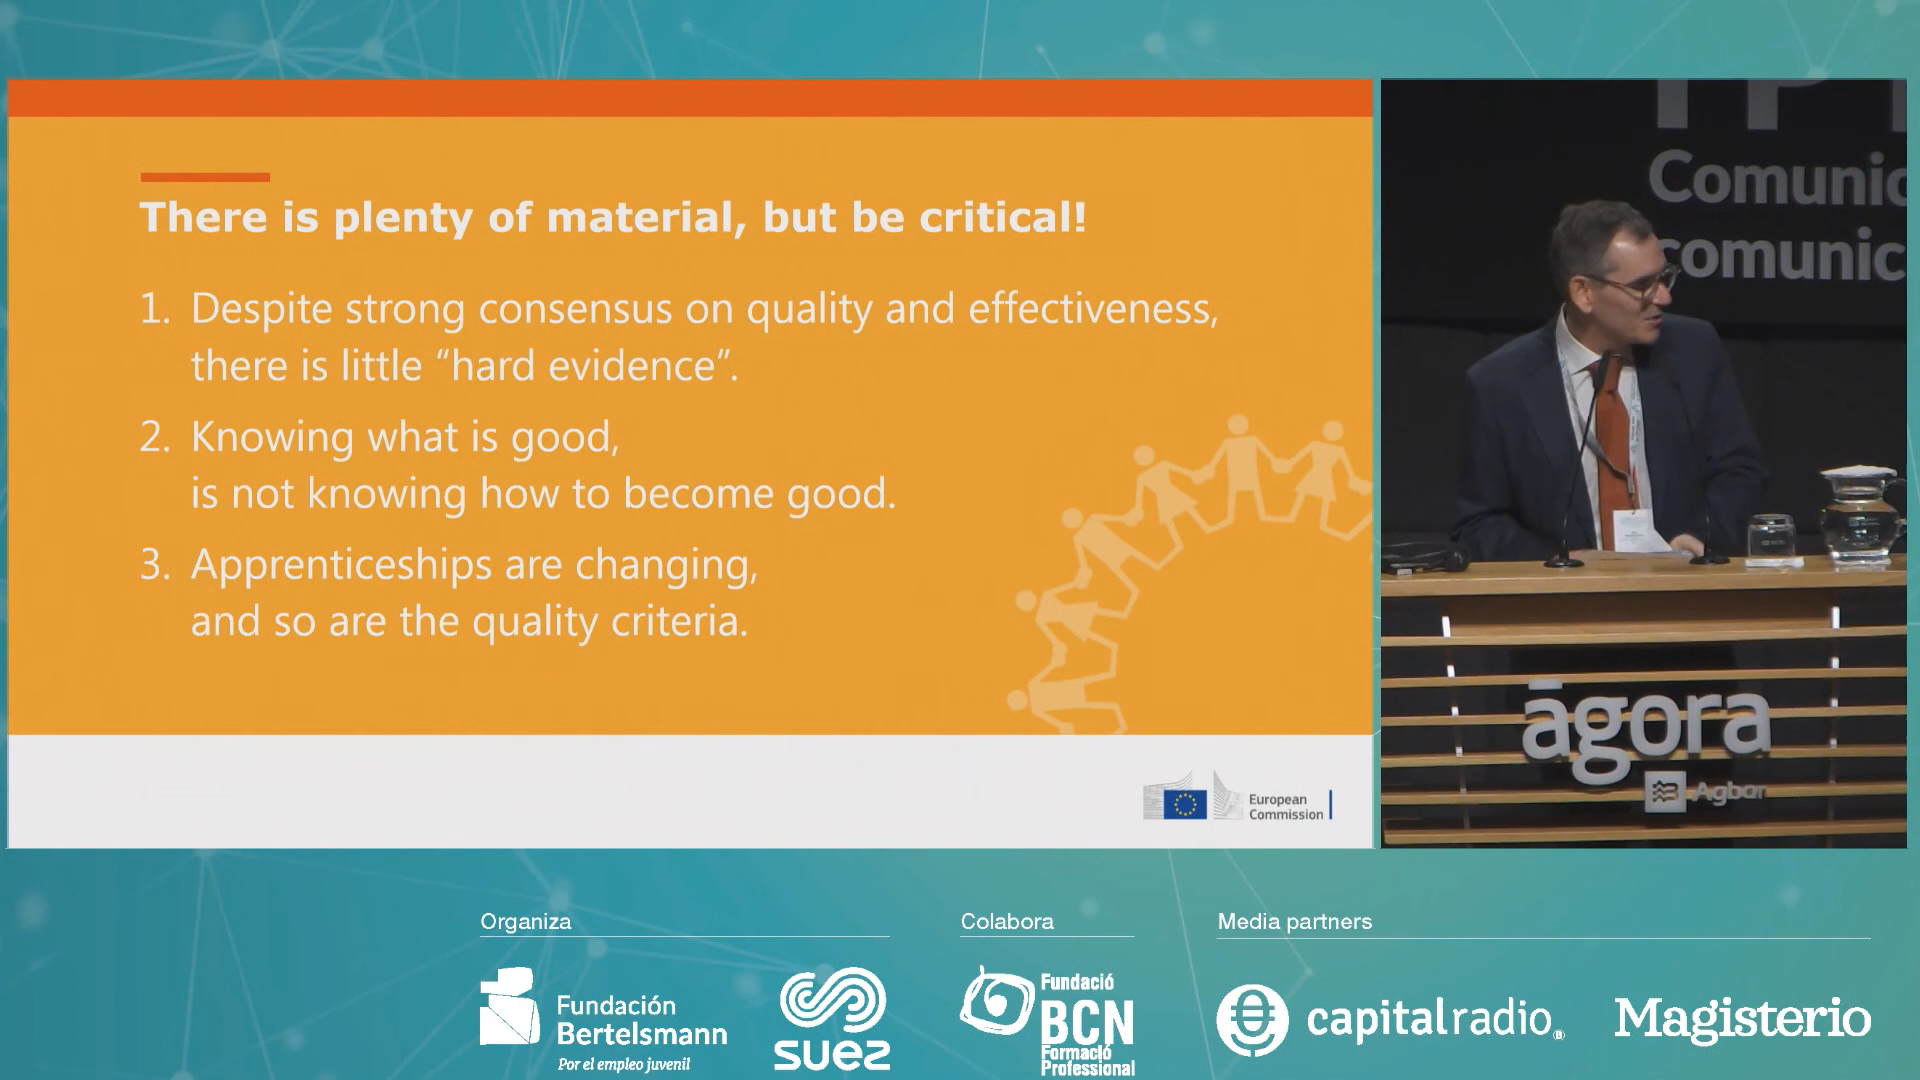 There is plenty of material, but be critical!
1. Despite strong consensus on quality and effectiveness,
there is little “hard evidence”.
2. Knowing what is good,
is not knowing how to become good.
3. Apprenticeships are changing,
and so are the quality criteria.
European
Commission
Comunic
comunic
āgora
Agbar
Organiza
Fundación
Bertelsmann
Por el empleo juvenil
suez
Colabora
Fundació
BCN
Formació
Professional
Media partners
capitalradio
Magisterio